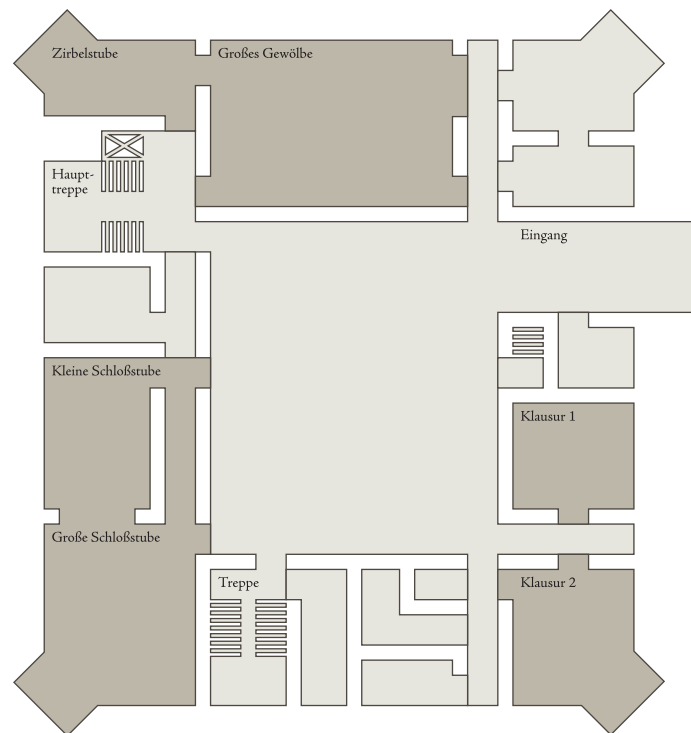 Zirbelstube
Großes Gewölbe
Haupt-
treppe
Eingang
Kleine Schloßstube
Klausur 1
Große Schloßstube
Treppe
Klausur 2